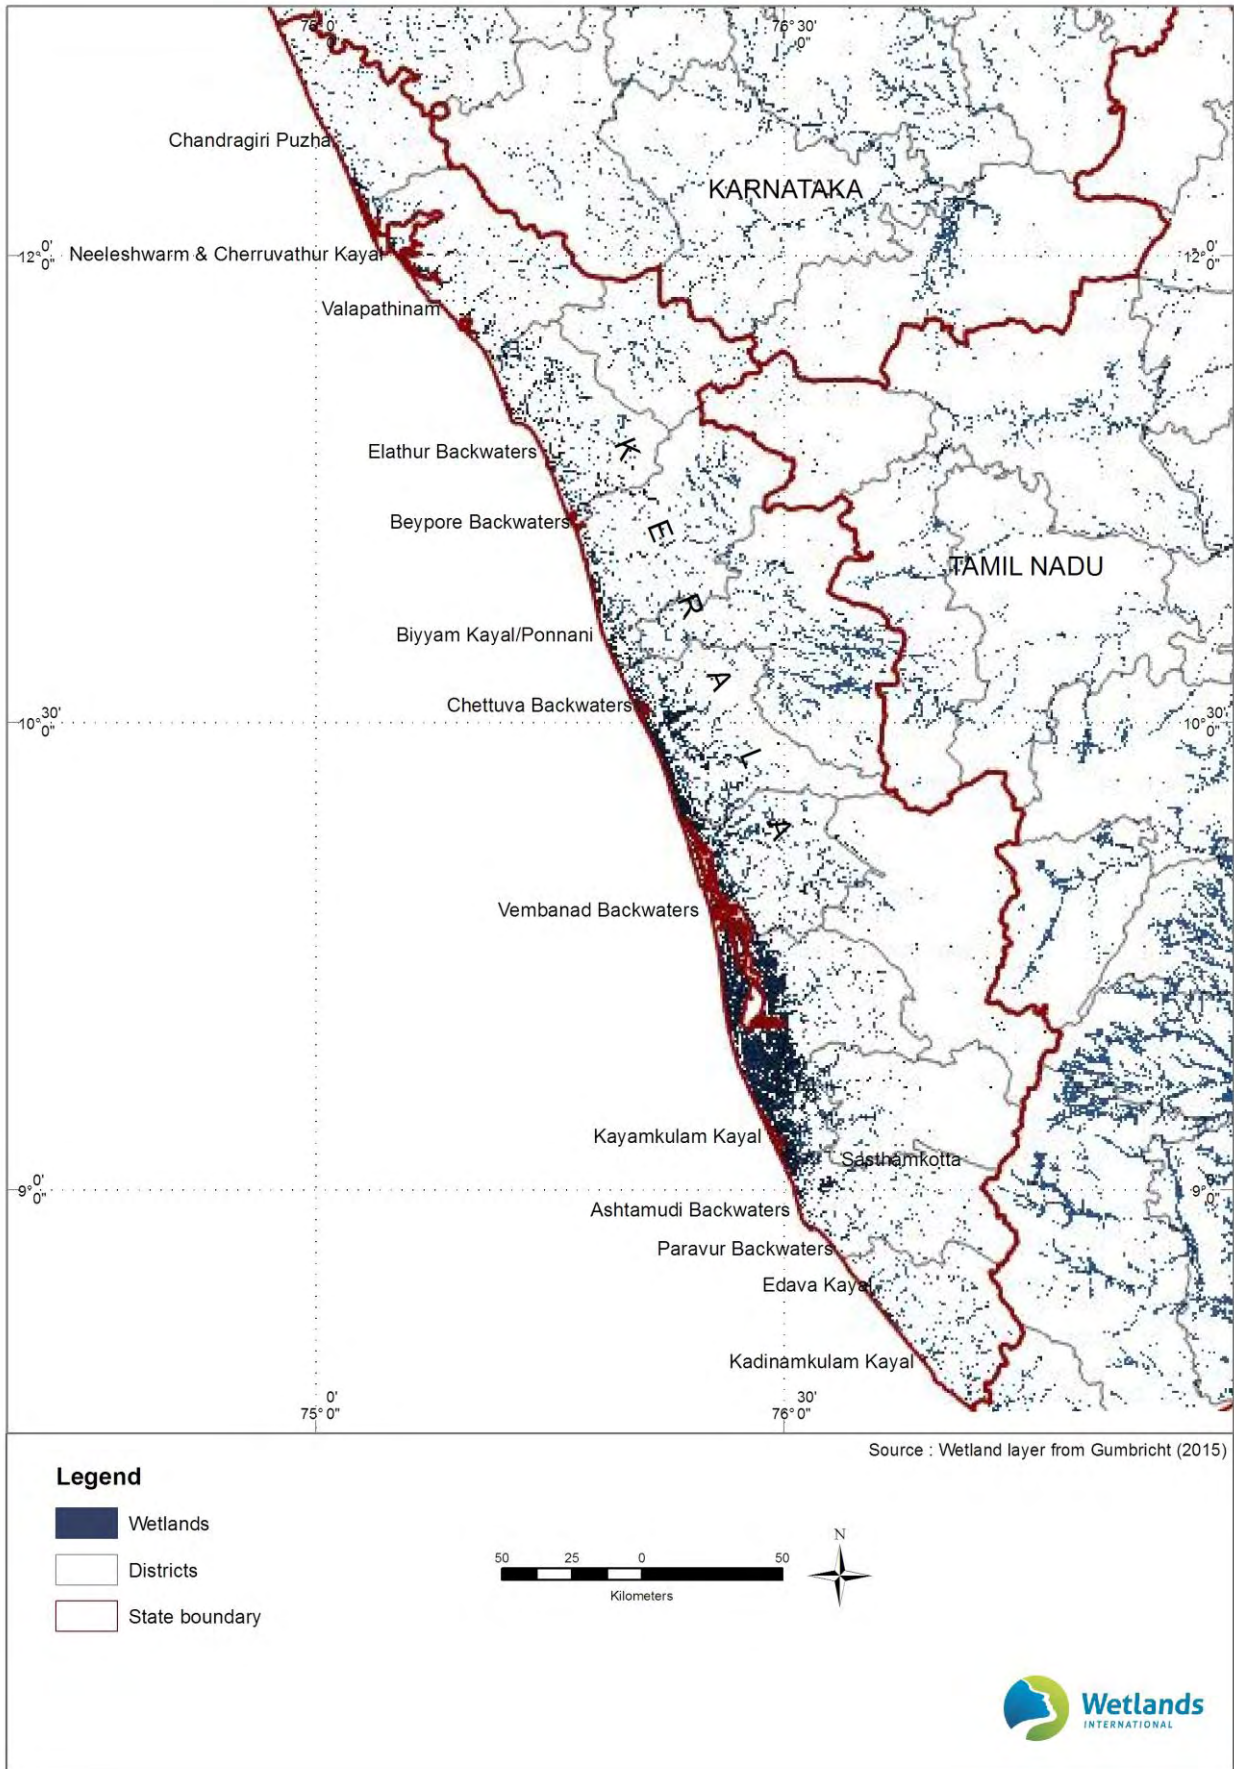 0'
75° 0"
30'
76° 0"
Chandragiri Puzha
KARNATAKA
0'
12° 0"
Neeleshwarm & Cherruvathur Kayal
0'
12° 0"
Valapathinam
Elathur Backwaters
Beypore Backwaters
K
E
R
A
L
A
TAMIL NADU
Biyyam Kayal/Ponnani
Chettuva Backwaters
30'
10° 0"
30'
10° 0"
Vembanad Backwaters
Kayamkulam Kayal
Sasthamkotta
0'
9° 0"
0'
9° 0"
Ashtamudi Backwaters
Paravur Backwaters
Edava Kayal
Kadinamkulam Kayal
0'
75° 0"
30'
76° 0"
Source : Wetland layer from Gumbricht (2015)
Legend
Wetlands
Districts
State boundary
50 25 0 50
Kilometers
N
Wetlands
INTERNATIONAL